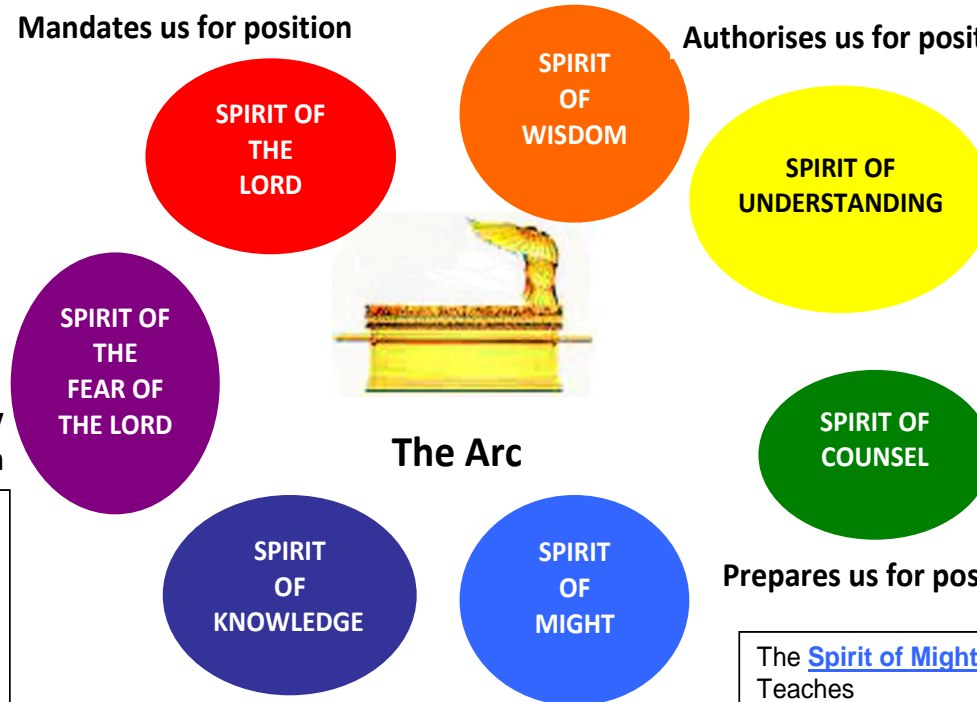 Mandates us for position
Authorises us for
SPIRIT OF
THE
LORD
SPIRIT
OF
WISDOM
SPIRIT OF
UNDERSTANDING
SPIRIT OF
THE
FEAR OF
THE LORD
The Arc
SPIRIT OF
COUNSEL
SPIRIT
OF
KNOWLEDGE
SPIRIT
OF
MIGHT
Prepares us for
The Spirit of Might
Teaches